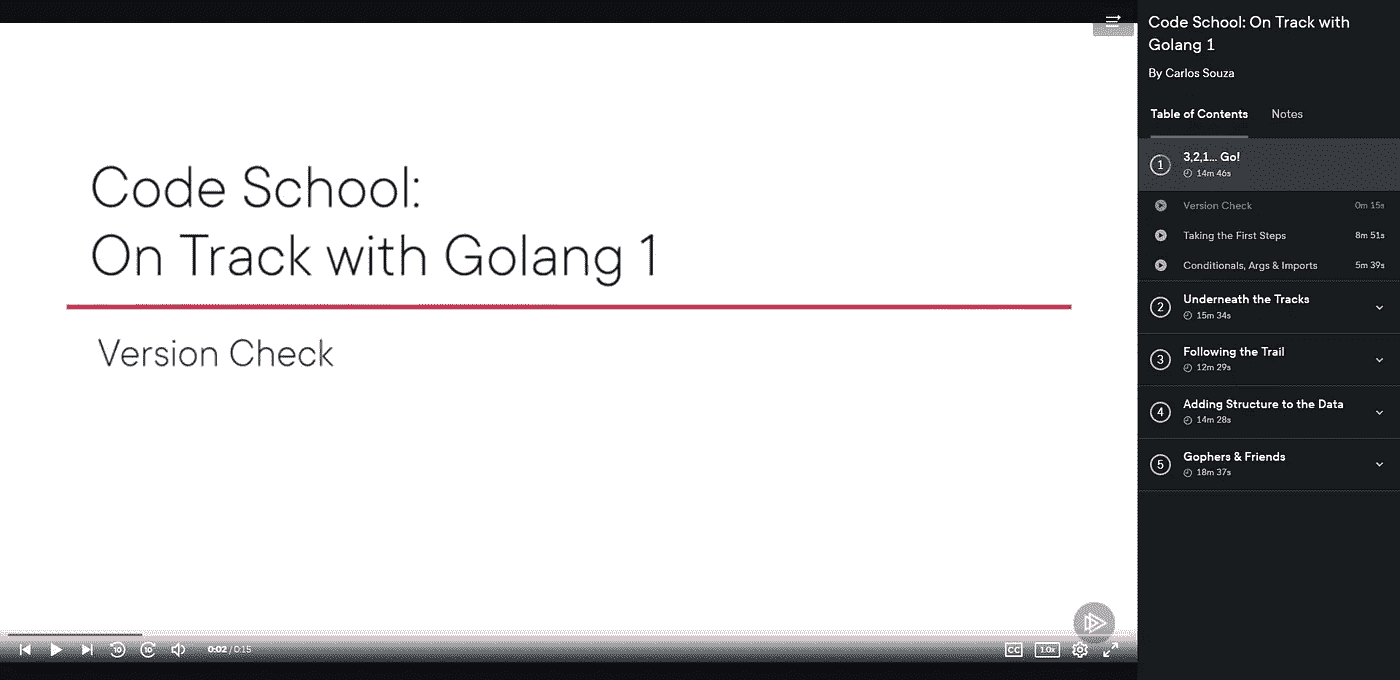 Code School:
On Track with Golang 1
Version Check
10
10
0:02 / 0:15
CC
1.0x
Code School: On Track with
Golang 1
By Carlos Souza
Table of Contents Notes
1 3,2,1... Go!
14m 46s
Version Check 0m 15s
Taking the First Steps 8m 51s
Conditionals, Args & Imports 5m 39s
2 Underneath the Tracks
15m 34s
3 Following the Trail
12m 29s
4 Adding Structure to the Data
14m 28s
5 Gophers & Friends
18m 37s